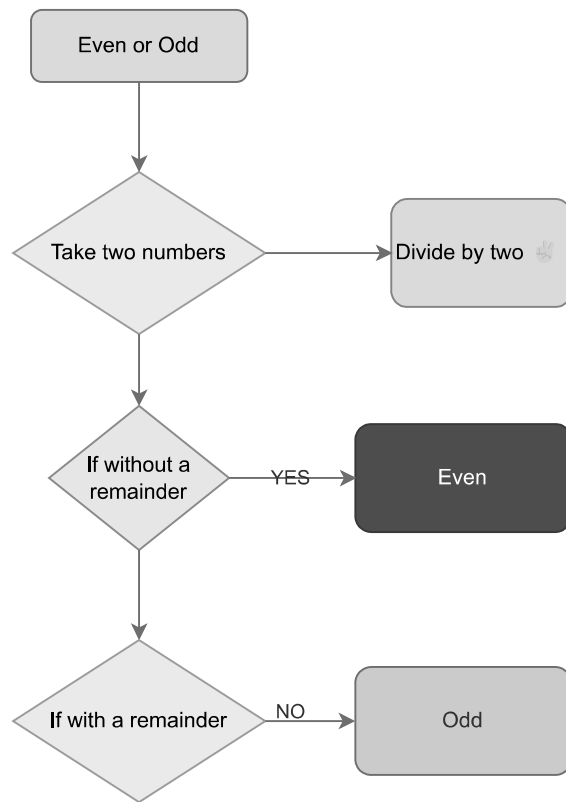 Even or Odd
Take two numbers
Divide by two ✌
If without a
remainder
YES
Even
If with a remainder
NO
Odd